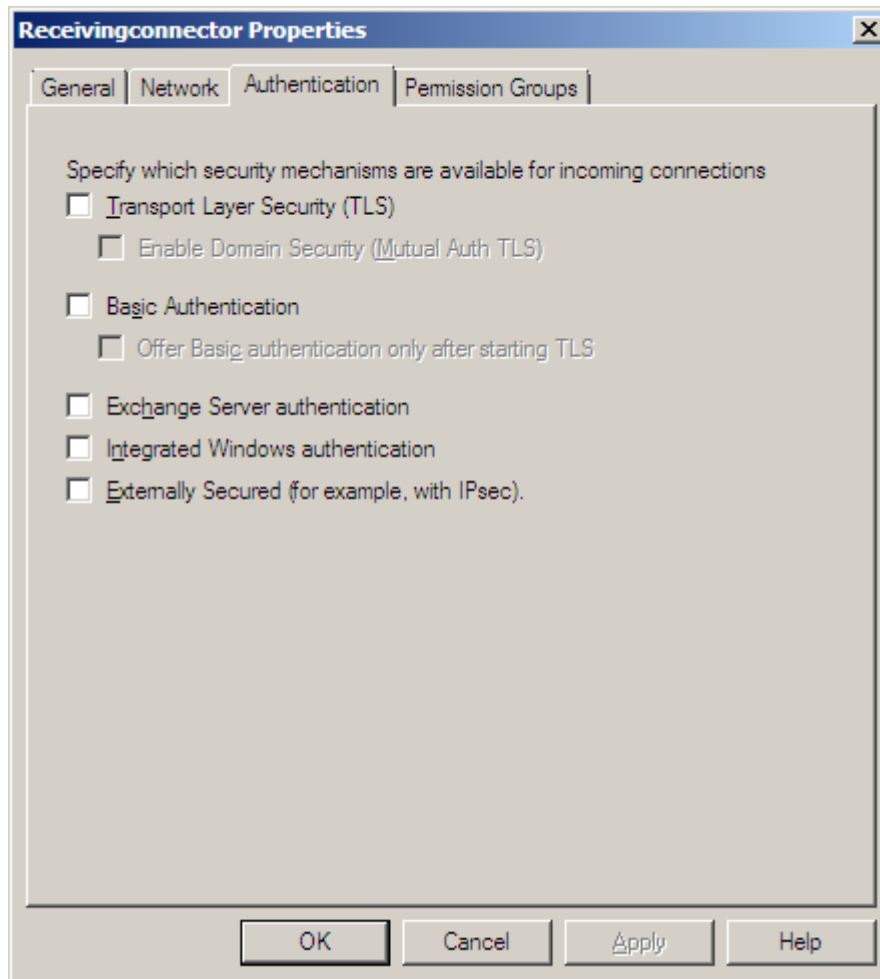 Receivingconnector Properties
General Network Authentication Permission Groups
Specify which security mechanisms are available for incoming connections
Transport Layer Security (TLS)
Enable Domain Security (Mutual Auth TLS)
Basic Authentication
Offer Basic authentication only after starting TLS
Exchange Server authentication
Integrated Windows authentication
Externally Secured (for example, with IPsec).
OK Cancel Apply Help